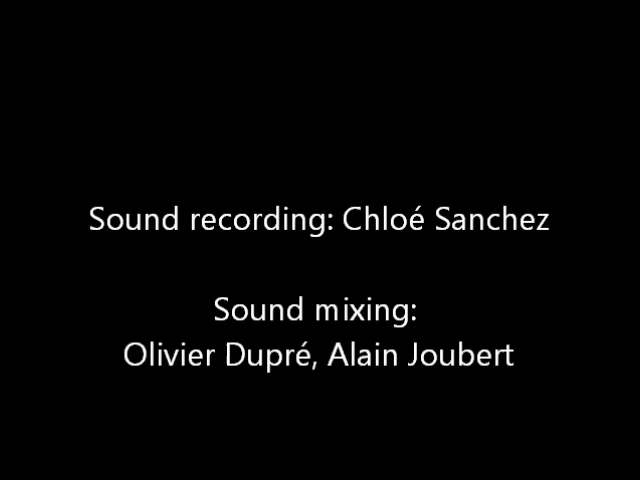 Sound recording: Chloé Sanchez
Sound mixing:
Olivier Dupré, Alain Joubert